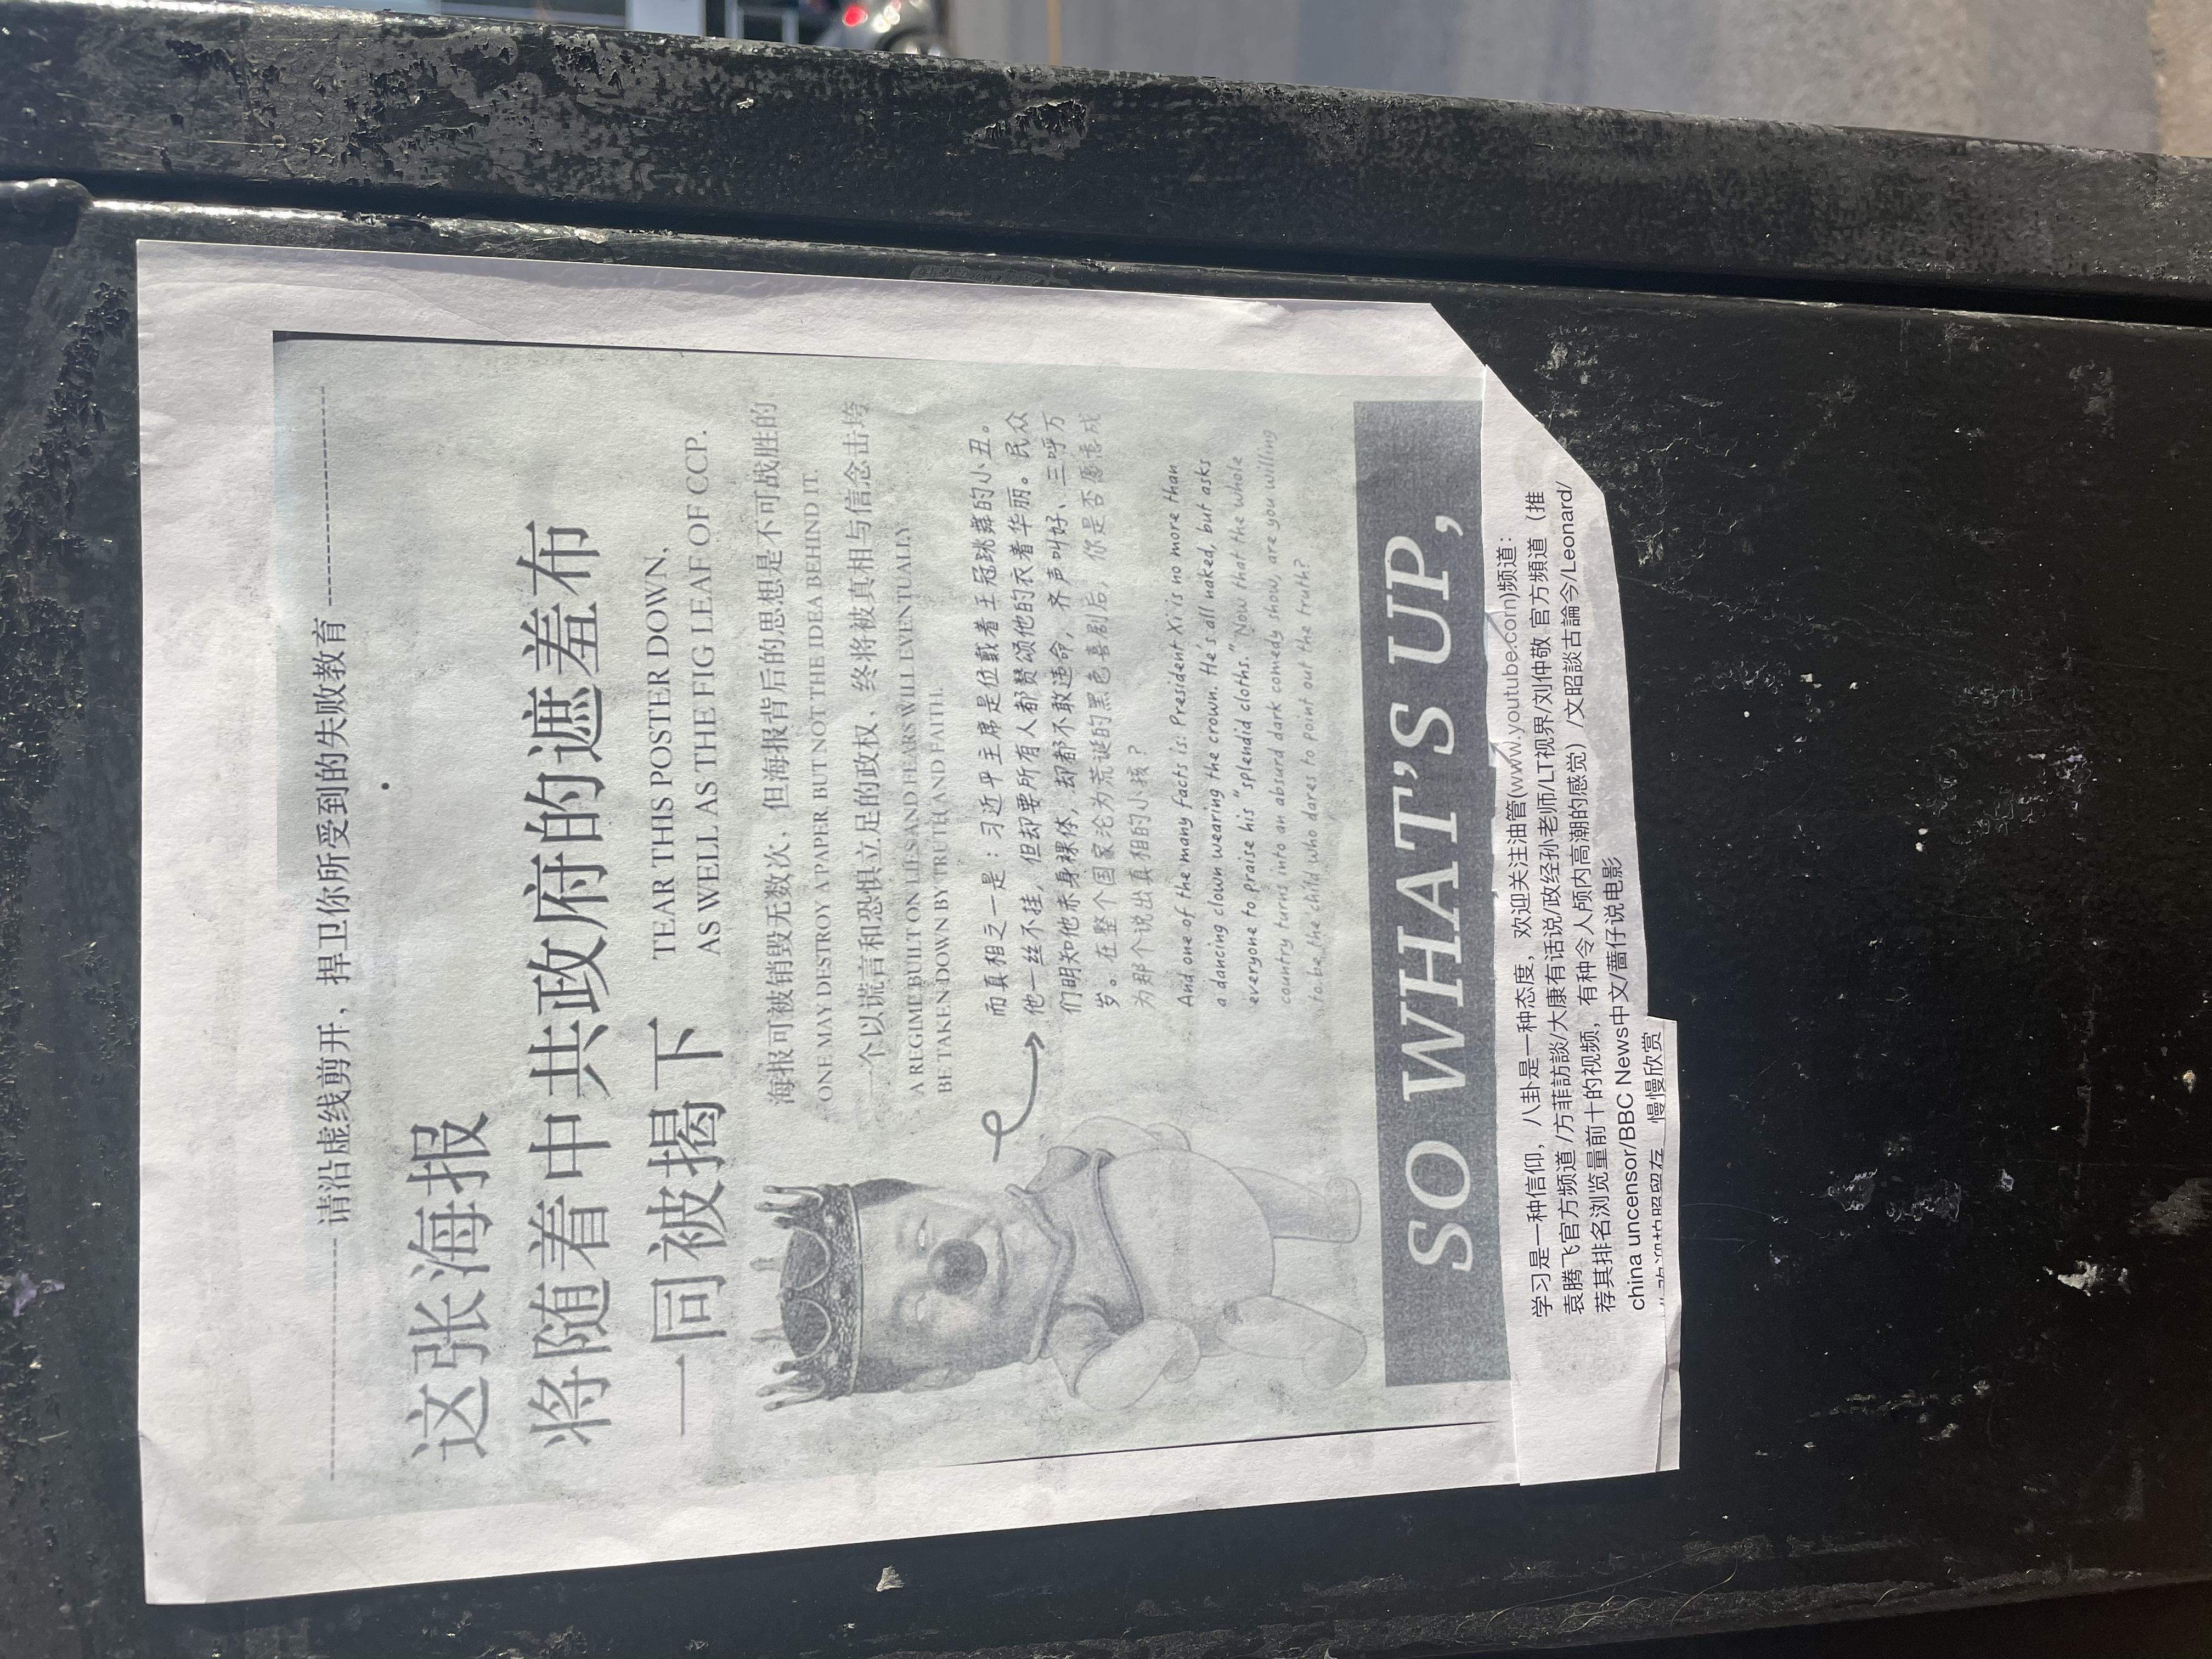 ---------------- 请沿虚线剪开，捍卫你所受到的失败教育 ----------------
这张海报
将随着中共政府的遮羞布
一同被揭下
TEAR THIS POSTER DOWN,
AS WELL AS THE FIG LEAF OF CCP.
海报可被销毁无数次，但海报背后的思想是不可战胜的
ONE MAY DESTROY A PAPER BUT NOT THE IDEA BEHIND IT.
一个以谎言和恐惧立足的政权，终将被真相与信念击垮
A REGIME BUILT ON LIES AND FEARS WILL EVENTUALLY
BE TAKEN DOWN BY TRUTH AND FAITH.
而真相之一是：习近平主席是位戴着王冠跳舞的小丑。
他一丝不挂，但却要所有人都赞颂他的衣着华丽。民众
们明知他赤身裸体，却都不敢违命，齐声叫好、三呼万
岁。在整个国家沦为荒诞的黑色喜剧后，你是否愿意成
为那个说出真相的小孩？
And one of the many facts is: President Xi is no more than
a dancing clown wearing the crown. He's all naked, but asks
everyone to praise his "splendid cloths." Now that the whole
country turns into an absurd dark comedy show, are you willing
to be the child who dares to point out the truth?
SO WHAT'S UP,
学习是一种信仰，八卦是一种态度，欢迎关注油管(www.youtube.com)频道：
袁腾飞官方频道/方菲訪談/大康有话说/政经孙老师/LT视界/刘仲敬 官方頻道（推
荐其排名浏览量前十的视频，有种令人颅内高潮的感觉）/文昭談古論今/Leonard/
china uncensor/BBC News中文/蔷仔说电影
欢迎拍照留存 慢慢欣赏